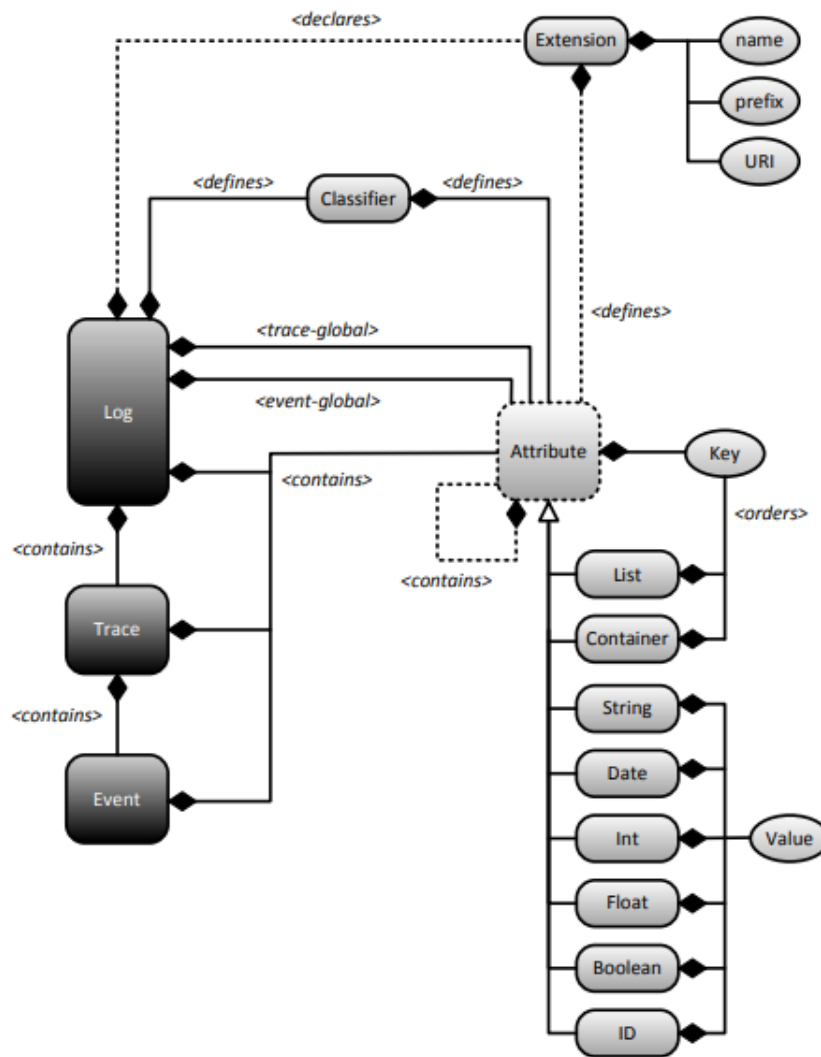 <declares>
Extension
name
prefix
URI
<defines>
Classifier
<defines>
<trace-global>
<defines>
Log
<event-global>
Attribute
Key
<contains>
<orders>
<contains>
<contains>
List
Trace
Container
<contains>
String
Date
Event
Int
Value
Float
Boolean
ID